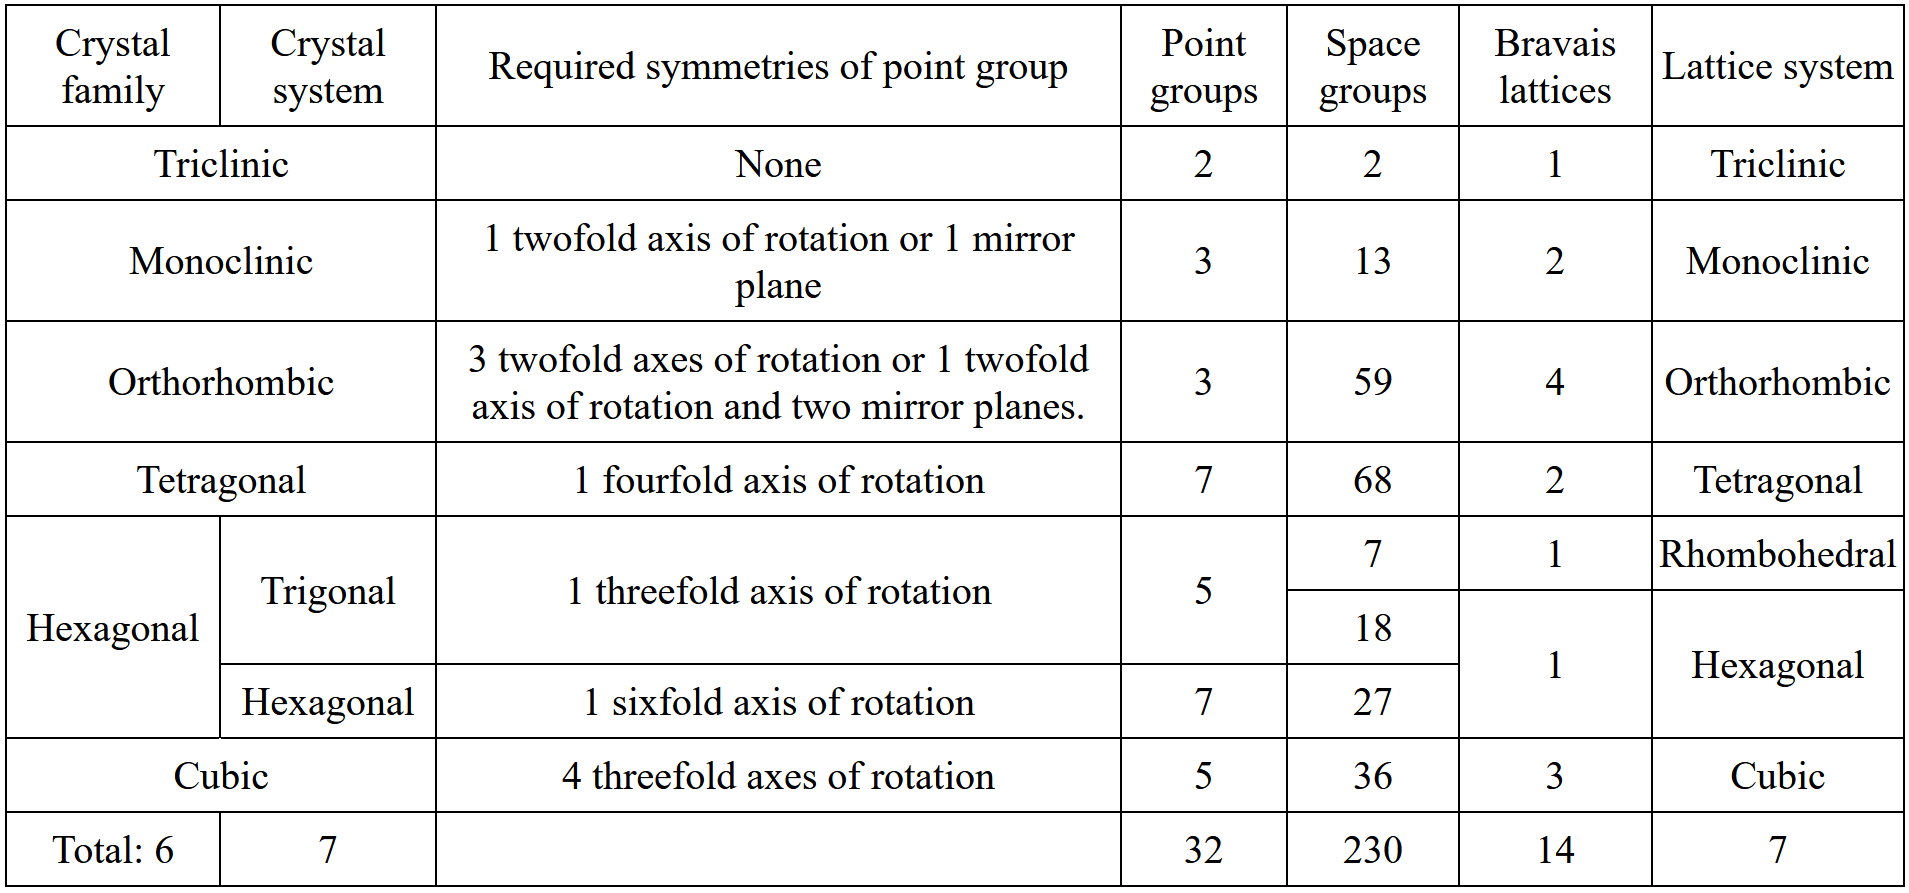 Crystal
family
Crystal
system
Required symmetries of point group
Point
groups
Space
groups
Bravais
lattices
Lattice system
Triclinic
None
2
2
1
Triclinic
Monoclinic
1 twofold axis of rotation or 1 mirror
plane
3
13
2
Monoclinic
Orthorhombic
3 twofold axes of rotation or 1 twofold
axis of rotation and two mirror planes.
3
59
4
Orthorhombic
Tetragonal
1 fourfold axis of rotation
7
68
2
Tetragonal
Hexagonal
Trigonal
1 threefold axis of rotation
5
7
1
Rhombohedral
18
1
Hexagonal
Hexagonal
1 sixfold axis of rotation
7
27
Cubic
4 threefold axes of rotation
5
36
3
Cubic
Total: 6
7
32
230
14
7